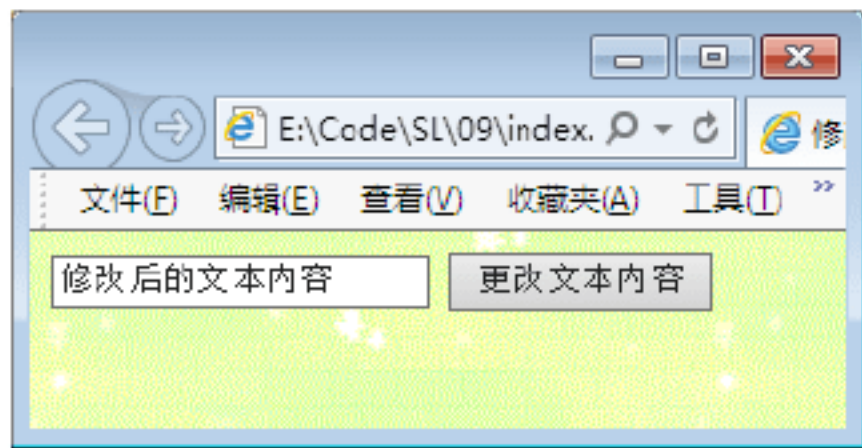 E:\Code\SL\09\index. 修
文件(F) 编辑(E) 查看(V) 收藏夹(A) 工具(T) »
修改后的文本内容 更改文本内容